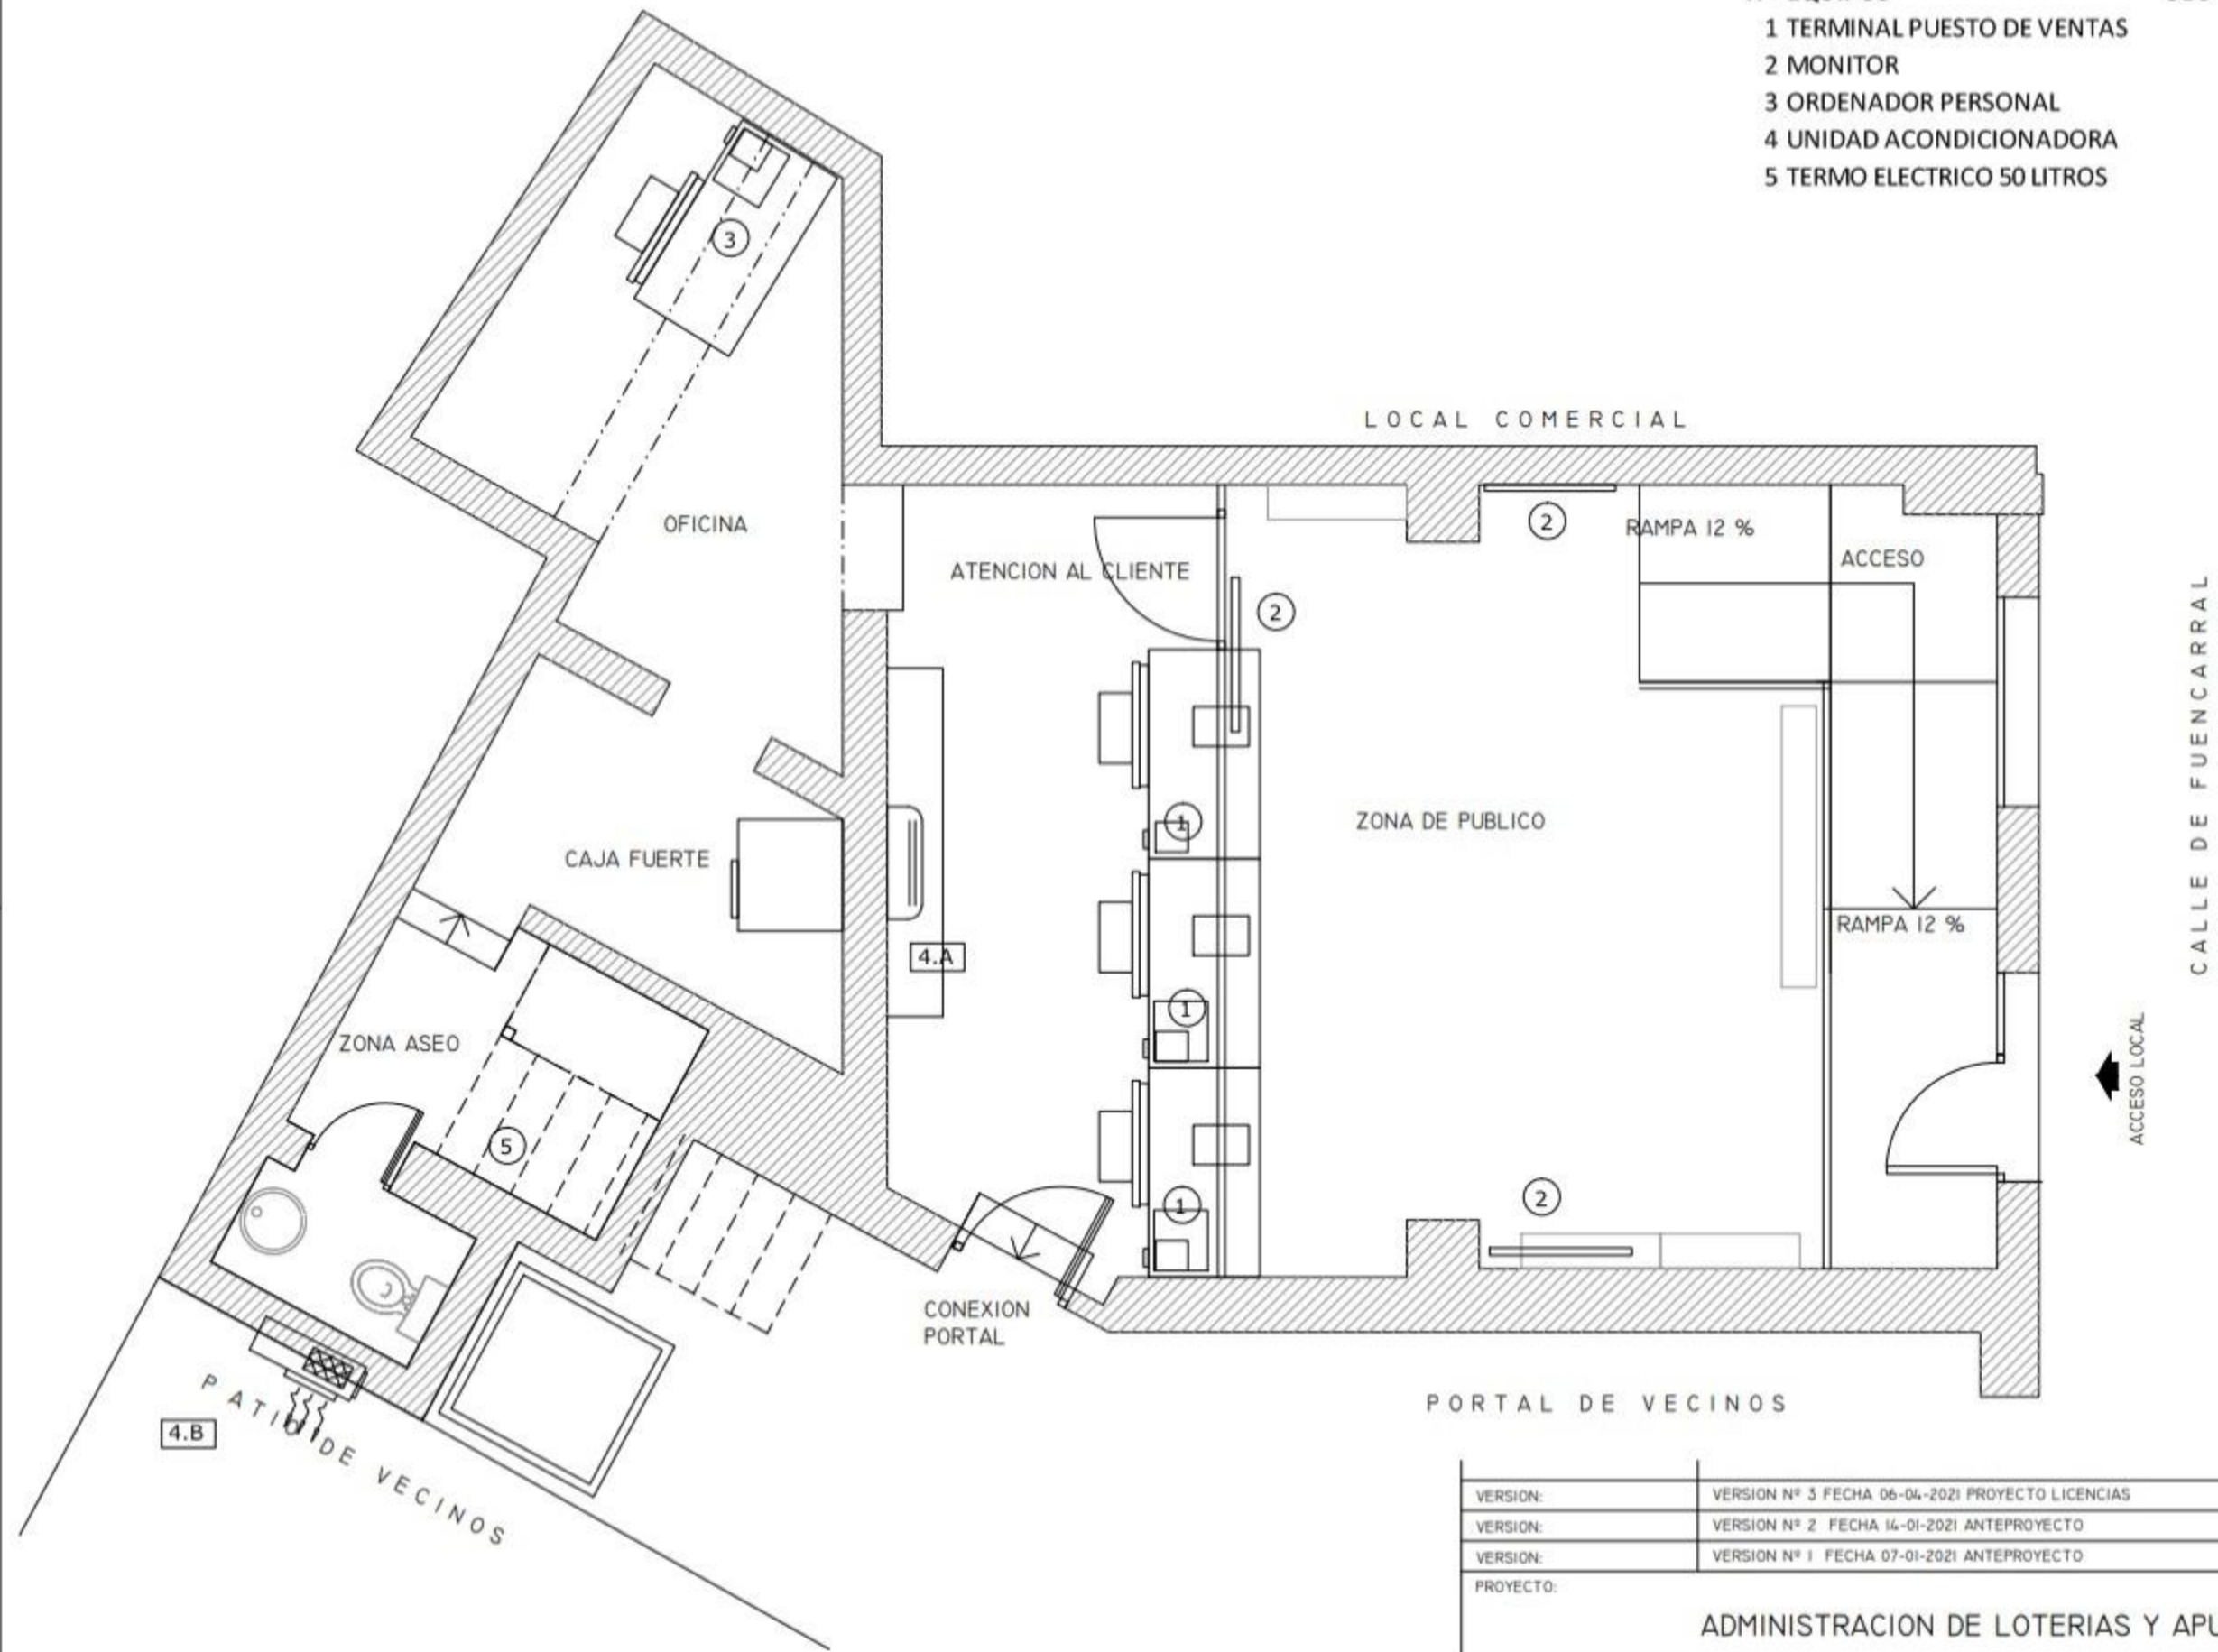 1 TERMINAL PUESTO DE VENTAS
2 MONITOR
3 ORDENADOR PERSONAL
4 UNIDAD ACONDICIONADORA
5 TERMO ELECTRICO 50 LITROS
3
LOCAL COMERCIAL
OFICINA
2
RAMPA 12 %
ATENCION AL CLIENTE
ACCESO
2
CALLE DE FUENCARRAL
1
ZONA DE PUBLICO
CAJA FUERTE
RAMPA 12 %
4.A
1
ZONA ASEO
ACCESO LOCAL
5
1
2
CONEXION
PORTAL
PORTAL DE VECINOS
4.B
PATIO DE VECINOS
VERSION: VERSION Nº 3 FECHA 06-04-2021 PROYECTO LICENCIAS
VERSION: VERSION Nº 2 FECHA 14-01-2021 ANTEPROYECTO
VERSION: VERSION Nº 1 FECHA 07-01-2021 ANTEPROYECTO
PROYECTO:
ADMINISTRACION DE LOTERIAS Y